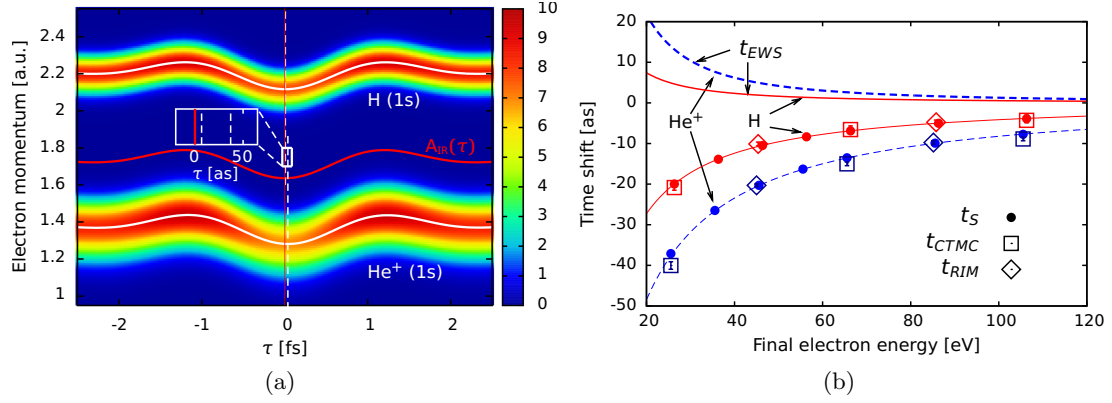 Electron momentum [a.u.]
2.4
2.2
2
1.8
1.6
1.4
1.2
1
H (1s)
A_IR(τ)
0 50
τ [as]
He⁺ (1s)
-2 -1 0 1 2
τ [fs]
10
9
8
7
6
5
4
3
2
1
0
(a)
Time shift [as]
20
10
0
-10
-20
-30
-40
-50
t_EWS
He⁺
H
t_S
t_CTMC
t_RIM
20 40 60 80 100 120
Final electron energy [eV]
(b)